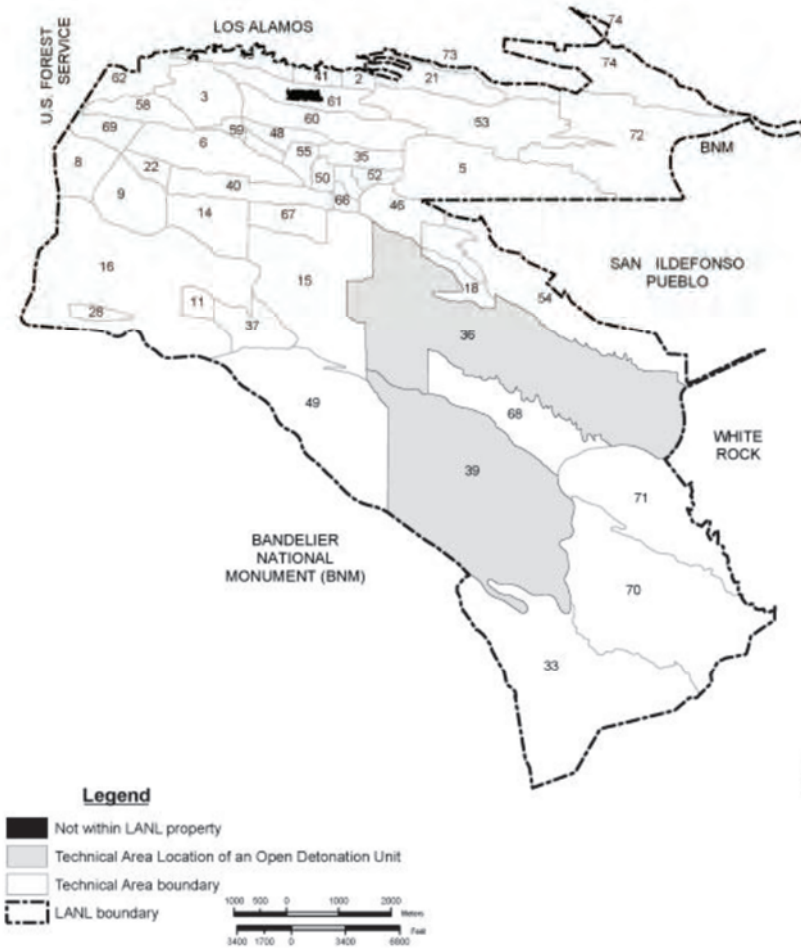 LOS ALAMOS
U.S. FOREST
SERVICE
74
73
74
62
41
2
21
3
61
58
60
53
72
69
59
48
BNM
6
55
35
8
22
50
52
5
9
40
66
46
14
67
16
15
SAN ILDEFONSO
PUEBLO
18
54
28
11
37
36
49
68
WHITE
ROCK
39
71
BANDELIER
NATIONAL
MONUMENT (BNM)
70
33
Legend
Not within LANL property
Technical Area Location of an Open Detonation Unit
Technical Area boundary
LANL boundary
1000 500 0 1000 2000
Meters
Feet
3400 1700 0 3400 6800